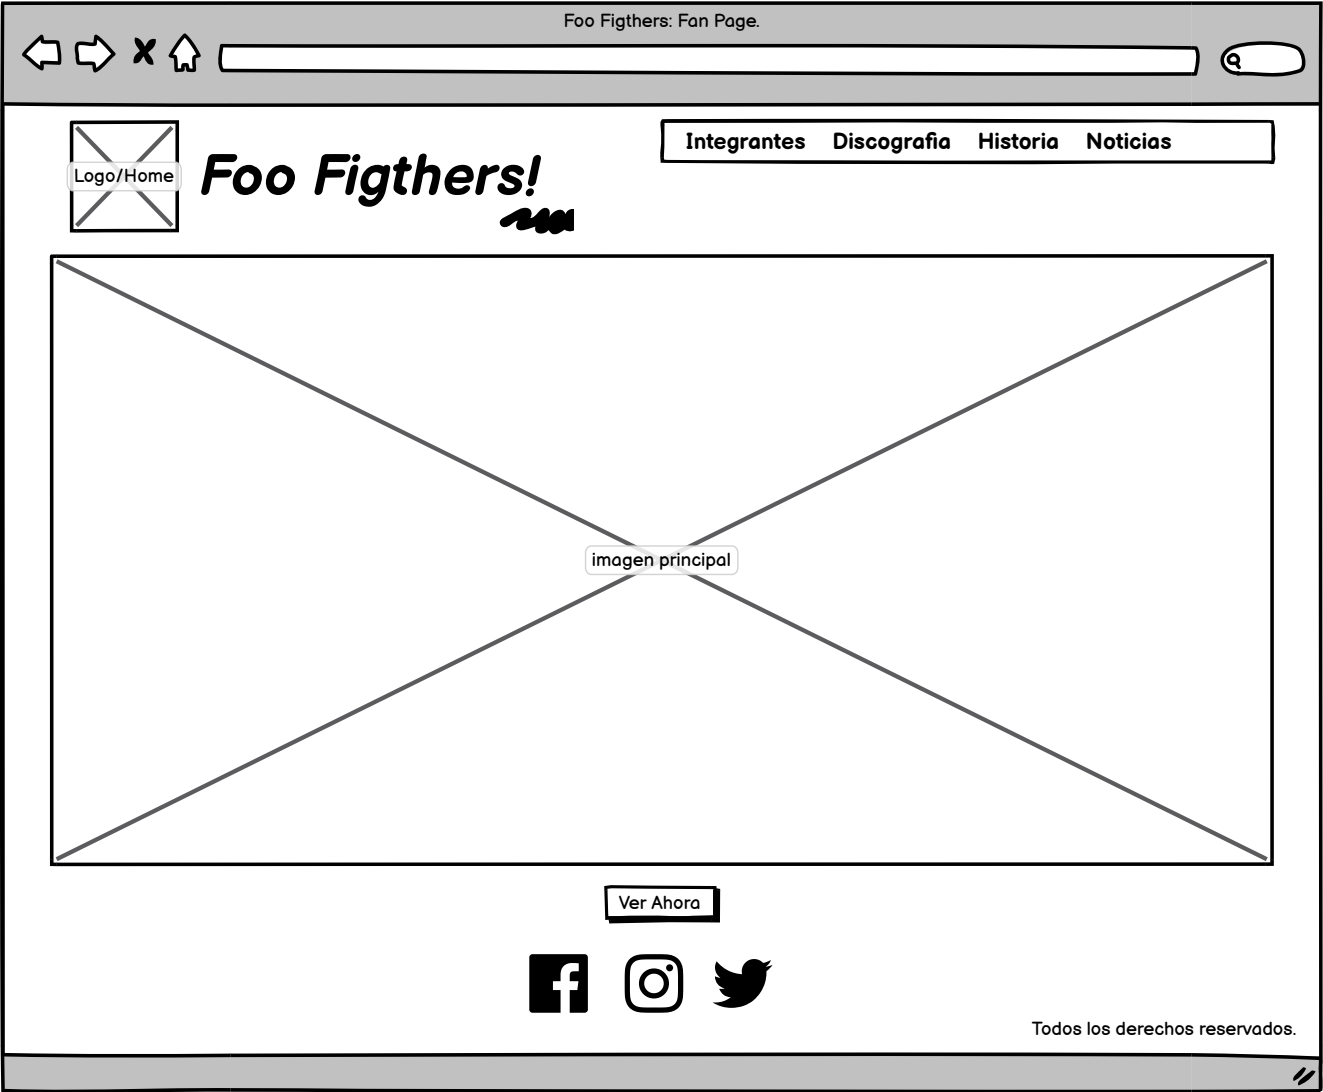 Foo Figthers: Fan Page.
Logo/Home
Foo Figthers!
Integrantes Discografia Historia Noticias
imagen principal
Ver Ahora
Todos los derechos reservados.